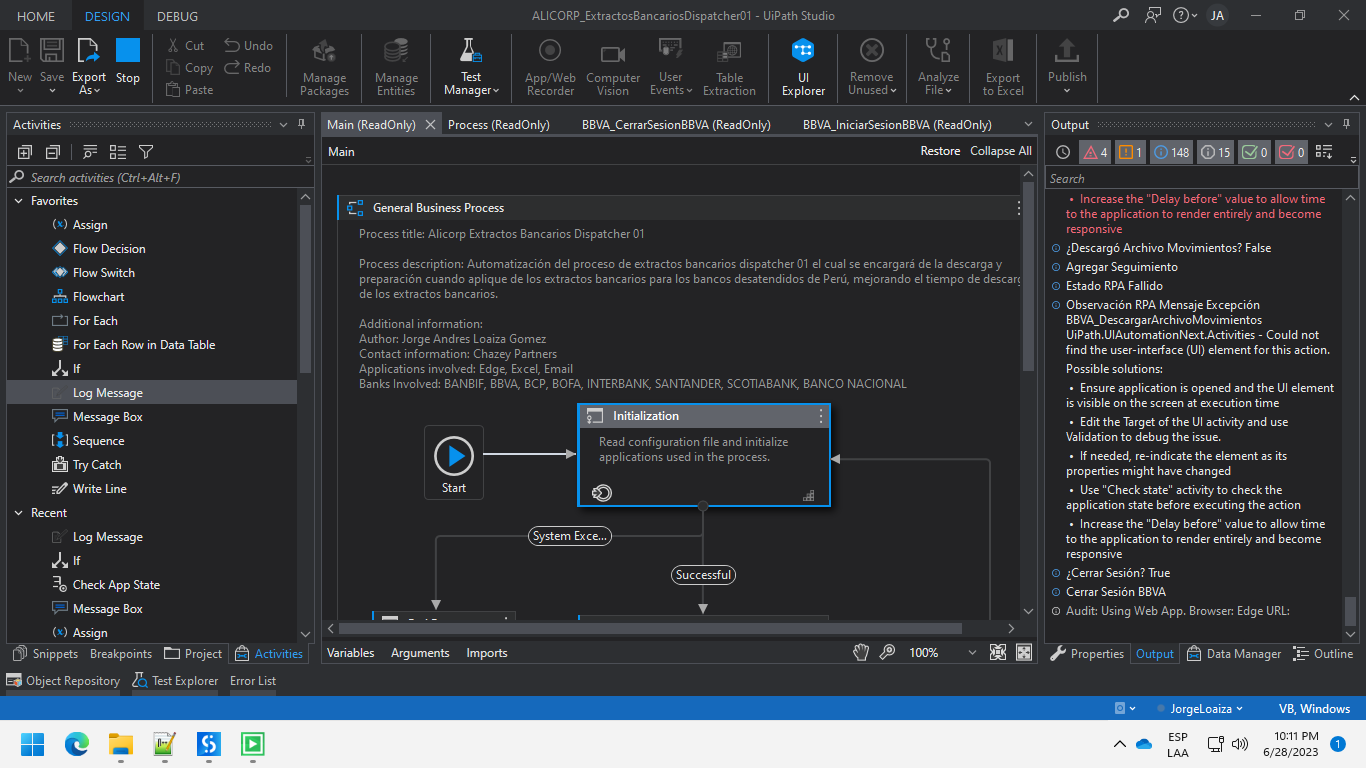 HOME
DESIGN
DEBUG
ALICORP_ExtractosBancariosDispatcher01 - UiPath Studio
JA
New
Save
Export As
Stop
Cut
Copy
Paste
Undo
Redo
Manage Packages
Manage Entities
Test Manager
App/Web Recorder
Computer Vision
User Events
Table Extraction
UI Explorer
Remove Unused
Analyze File
Export to Excel
Publish
Activities
Search activities (Ctrl+Alt+F)
Favorites
Assign
Flow Decision
Flow Switch
Flowchart
For Each
For Each Row in Data Table
If
Log Message
Message Box
Sequence
Try Catch
Write Line
Recent
Log Message
If
Check App State
Message Box
Assign
Snippets
Breakpoints
Project
Activities
Main (ReadOnly)
Process (ReadOnly)
BBVA_CerrarSesionBBVA (ReadOnly)
BBVA_IniciarSesionBBVA (ReadOnly)
Main
Restore
Collapse All
General Business Process
Process title: Alicorp Extractos Bancarios Dispatcher 01
Process description: Automatización del proceso de extractos bancarios dispatcher 01 el cual se encargará de la descarga y
preparación cuando aplique de los extractos bancarios para los bancos desatendidos de Perú, mejorando el tiempo de descarg
de los extractos bancarios.
Additional information:
Author: Jorge Andres Loaiza Gomez
Contact information: Chazey Partners
Applications involved: Edge, Excel, Email
Banks Involved: BANBIF, BBVA, BCP, BOFA, INTERBANK, SANTANDER, SCOTIABANK, BANCO NACIONAL
Start
Initialization
Read configuration file and initialize
applications used in the process.
System Exce...
Successful
Variables
Arguments
Imports
100%
Output
4
1
148
15
0
0
Search
• Increase the "Delay before" value to allow time
to the application to render entirely and become
responsive
¿Descargó Archivo Movimientos? False
Agregar Seguimiento
Estado RPA Fallido
Observación RPA Mensaje Excepción
BBVA_DescargarArchivoMovimientos
UiPath.UIAutomationNext.Activities - Could not
find the user-interface (UI) element for this action.
Possible solutions:
• Ensure application is opened and the UI element
is visible on the screen at execution time
• Edit the Target of the UI activity and use
Validation to debug the issue.
• If needed, re-indicate the element as its
properties might have changed
• Use "Check state" activity to check the
application state before executing the action
• Increase the "Delay before" value to allow time
to the application to render entirely and become
responsive
¿Cerrar Sesión? True
Cerrar Sesión BBVA
Audit: Using Web App. Browser: Edge URL:
Properties
Output
Data Manager
Outline
Object Repository
Test Explorer
Error List
JorgeLoaiza
VB, Windows
ESP
LAA
10:11 PM
6/28/2023
1